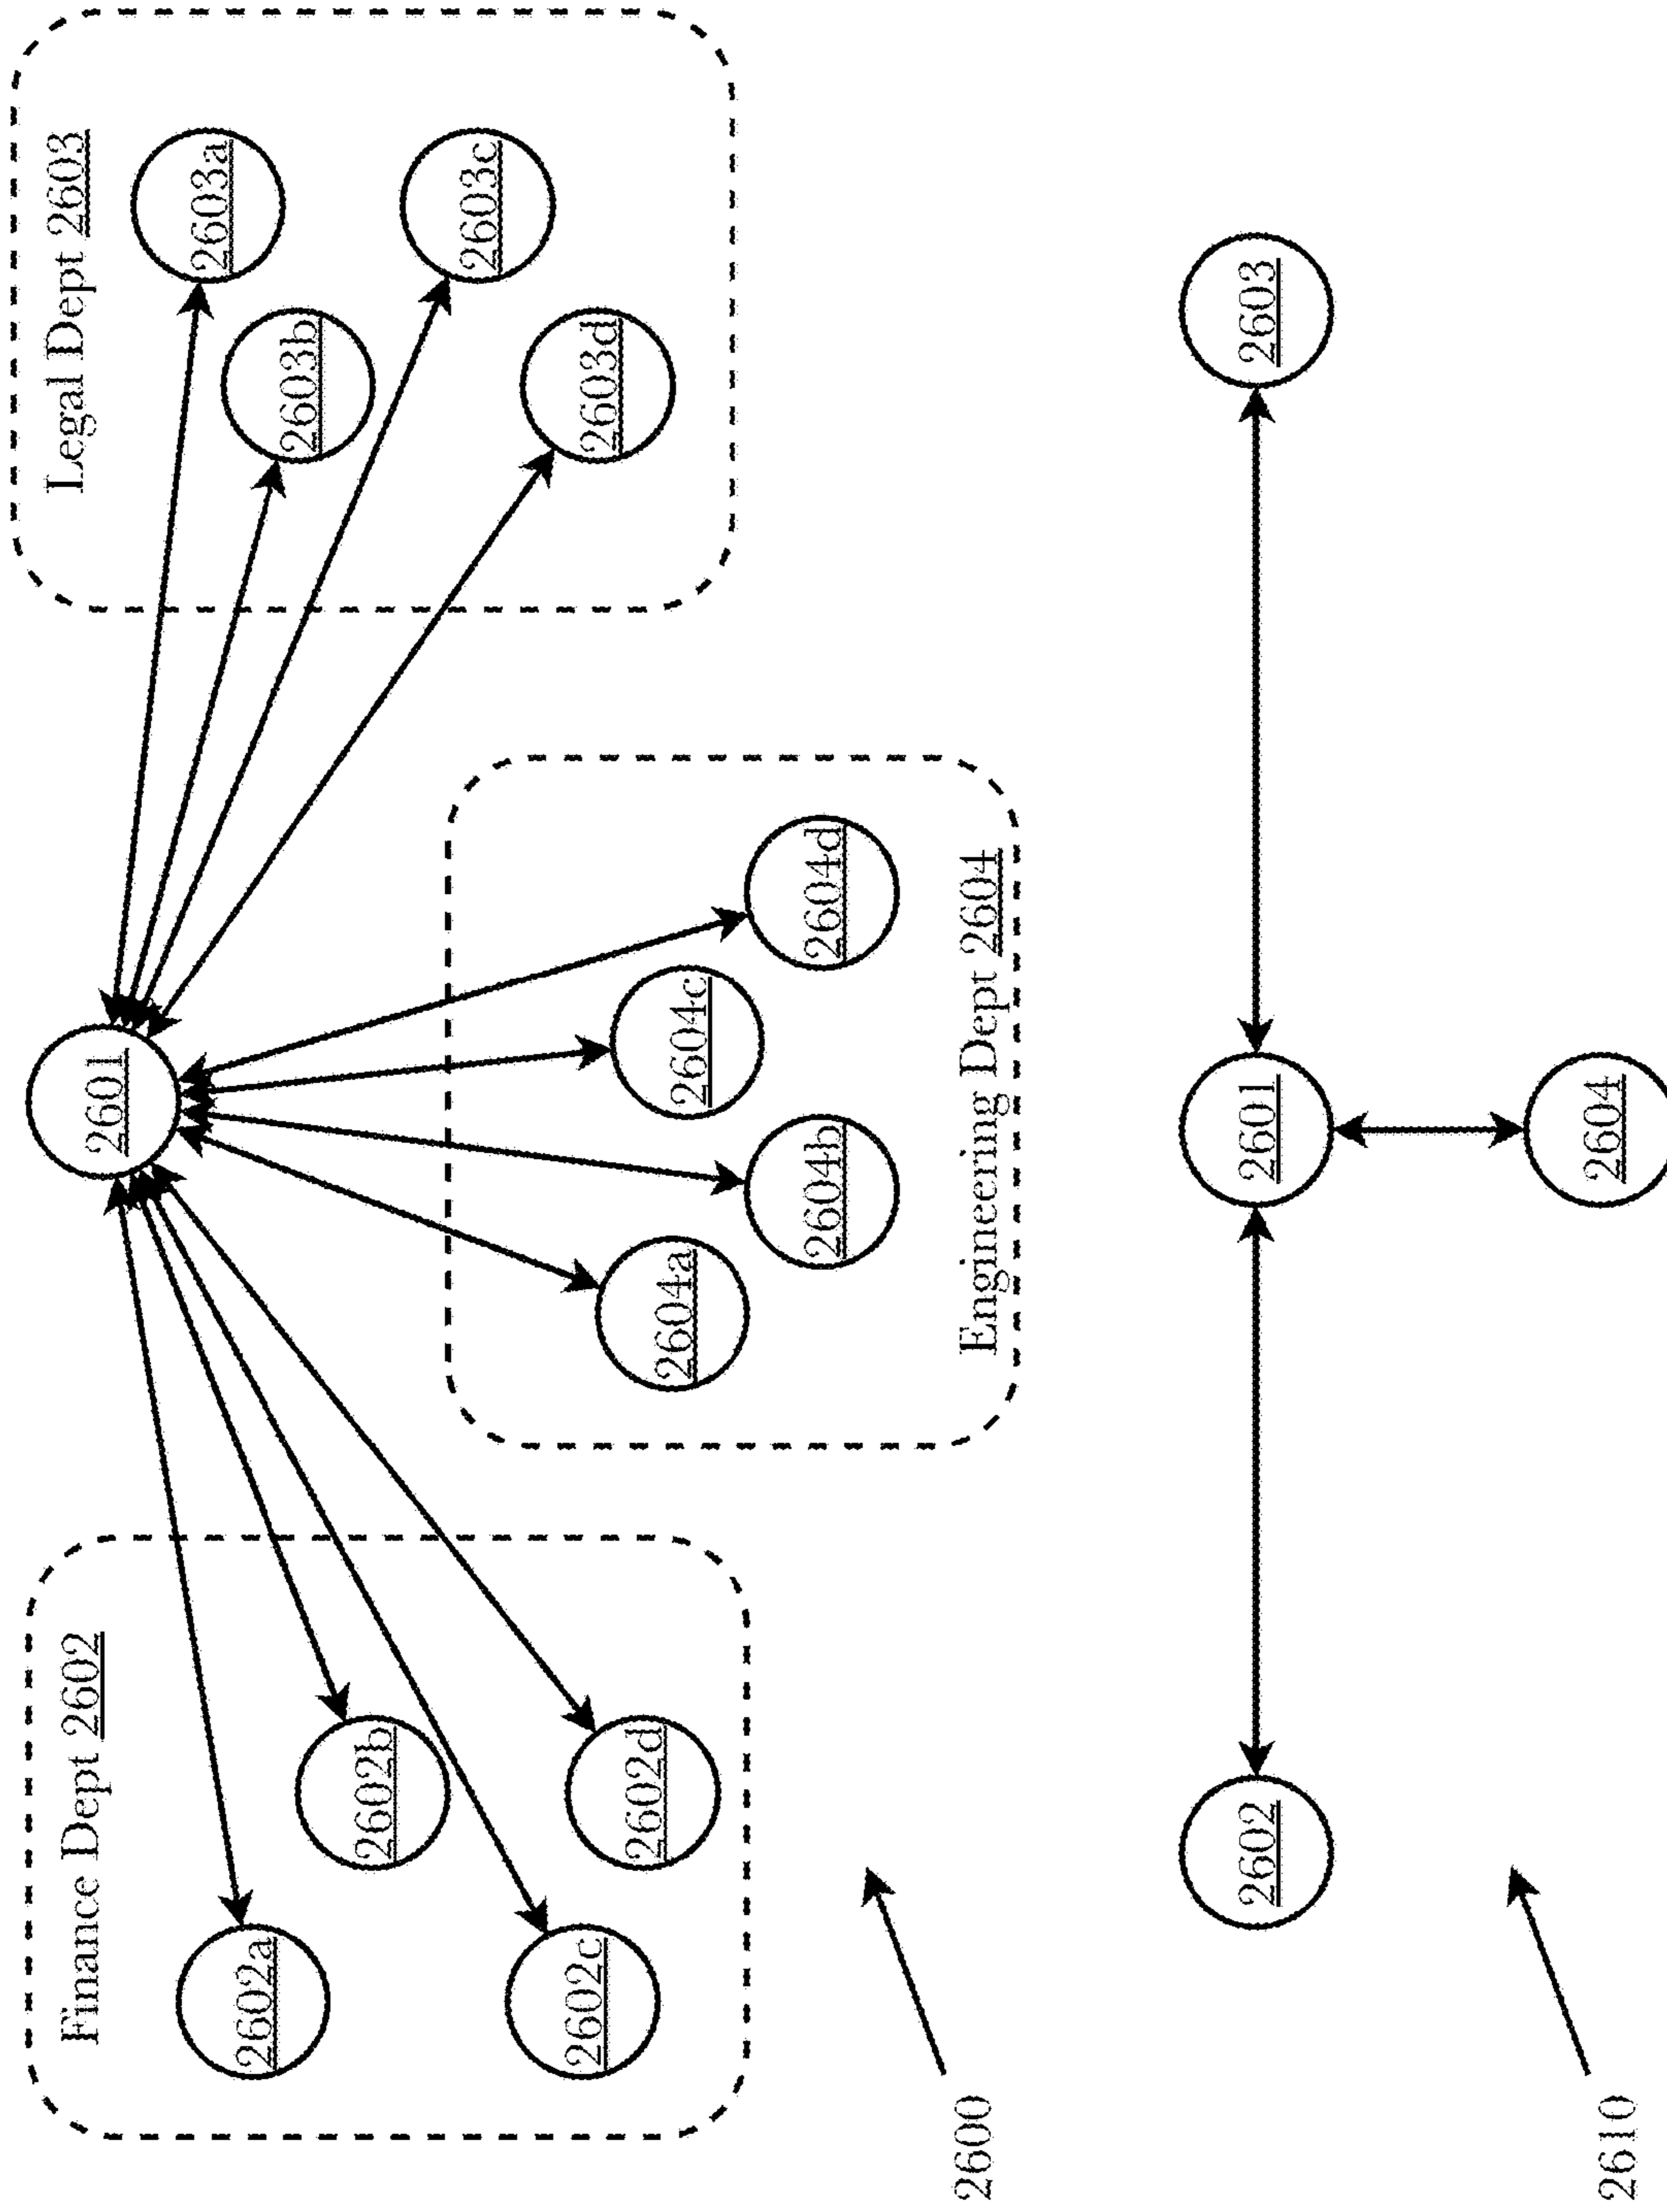 2601
Finance Dept 2602
2602a
2602b
2602c
2602d
Legal Dept 2603
2603a
2603b
2603c
2603d
2604a
2604b
2604c
2604d
Engineering Dept 2604
2600
2602
2601
2603
2604
2610